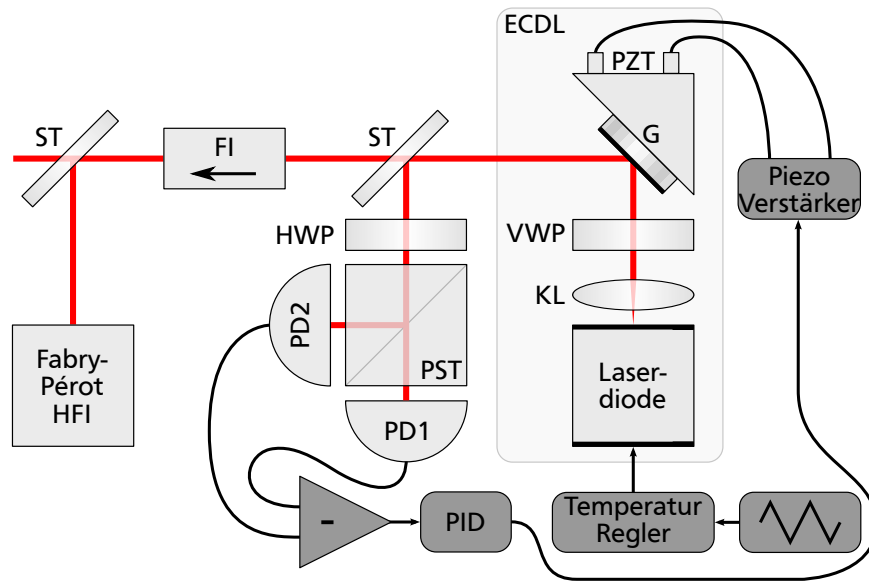 ECDL
PZT
ST
FI
ST
G
Piezo
Verstärker
HWP
VWP
KL
PD2
Fabry-
Pérot
HFI
PST
Laser-
diode
PD1
-
PID
Temperatur
Regler